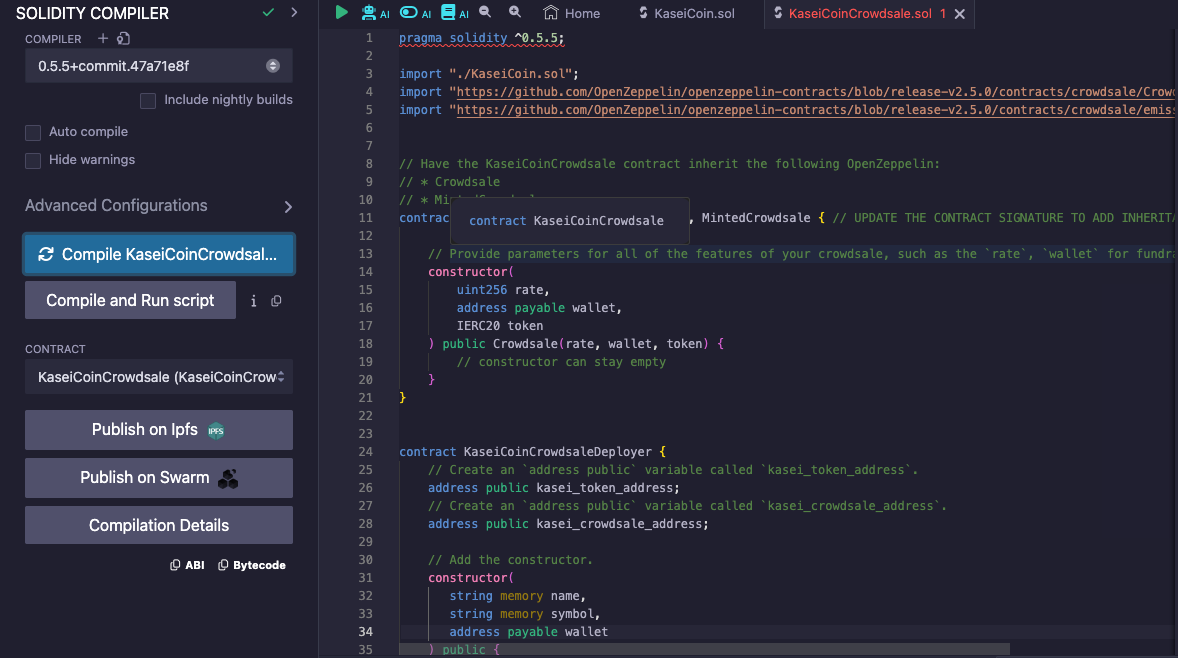 SOLIDITY COMPILER
COMPILER
0.5.5+commit.47a71e8f
Include nightly builds
Auto compile
Hide warnings
Advanced Configurations
Compile KaseiCoinCrowdsal...
Compile and Run script
i
CONTRACT
KaseiCoinCrowdsale (KaseiCoinCrow
Publish on Ipfs IPFS
Publish on Swarm
Compilation Details
ABI Bytecode
AI AI AI Home KaseiCoin.sol KaseiCoinCrowdsale.sol 1
1 pragma solidity ^0.5.5;
2
3 import "./KaseiCoin.sol";
4 import "https://github.com/OpenZeppelin/openzeppelin-contracts/blob/release-v2.5.0/contracts/crowdsale/Crow
5 import "https://github.com/OpenZeppelin/openzeppelin-contracts/blob/release-v2.5.0/contracts/crowdsale/emis
6
7
8 // Have the KaseiCoinCrowdsale contract inherit the following OpenZeppelin:
9 // * Crowdsale
10 // *
11 contrac , MintedCrowdsale { // UPDATE THE CONTRACT SIGNATURE TO ADD INHERIT
contract KaseiCoinCrowdsale
12
13 // Provide parameters for all of the features of your crowdsale, such as the `rate`, `wallet` for fundr
14 constructor(
15 uint256 rate,
16 address payable wallet,
17 IERC20 token
18 ) public Crowdsale(rate, wallet, token) {
19 // constructor can stay empty
20 }
21 }
22
23
24 contract KaseiCoinCrowdsaleDeployer {
25 // Create an `address public` variable called `kasei_token_address`.
26 address public kasei_token_address;
27 // Create an `address public` variable called `kasei_crowdsale_address`.
28 address public kasei_crowdsale_address;
29
30 // Add the constructor.
31 constructor(
32 string memory name,
33 string memory symbol,
34 address payable wallet
35 ) public {